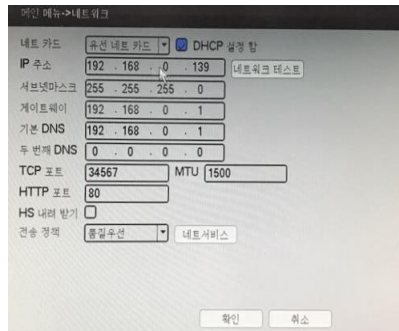 메인 메뉴->네트워크
네트 카드 유선 네트 카드 DHCP 설정 함
IP 주소 192 . 168 . 0 . 139 네트워크 테스트
서브넷마스크 255 . 255 . 255 . 0
게이트웨이 192 . 168 . 0 . 1
기본 DNS 192 . 168 . 0 . 1
두 번째 DNS 0 . 0 . 0 . 0
TCP 포트 34567 MTU 1500
HTTP 포트 80
HS 내려 받기
전송 정책 품질우선 네트서비스
확인 취소